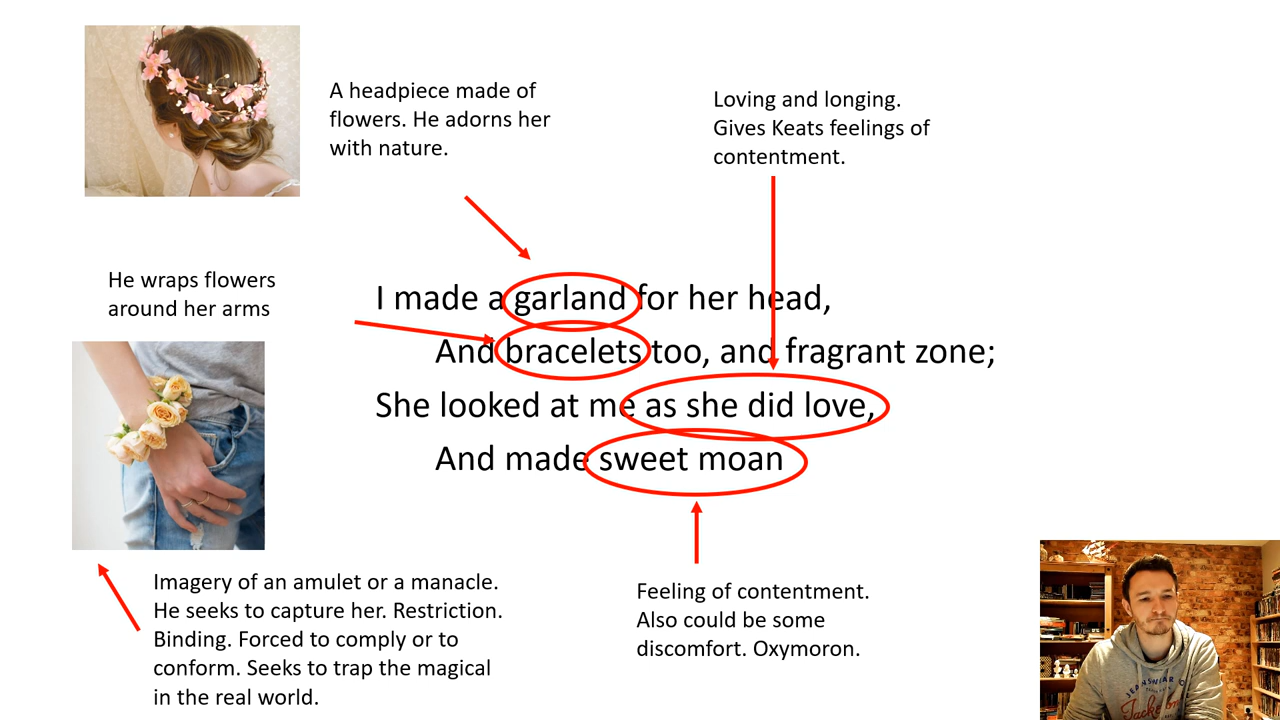 A headpiece made of
flowers. He adorns her
with nature.
Loving and longing.
Gives Keats feelings of
contentment.
He wraps flowers
around her arms
I made a garland for her head,
And bracelets too, and fragrant zone;
She looked at me as she did love,
And made sweet moan
Imagery of an amulet or a manacle.
He seeks to capture her. Restriction.
Binding. Forced to comply or to
conform. Seeks to trap the magical
in the real world.
Feeling of contentment.
Also could be some
discomfort. Oxymoron.